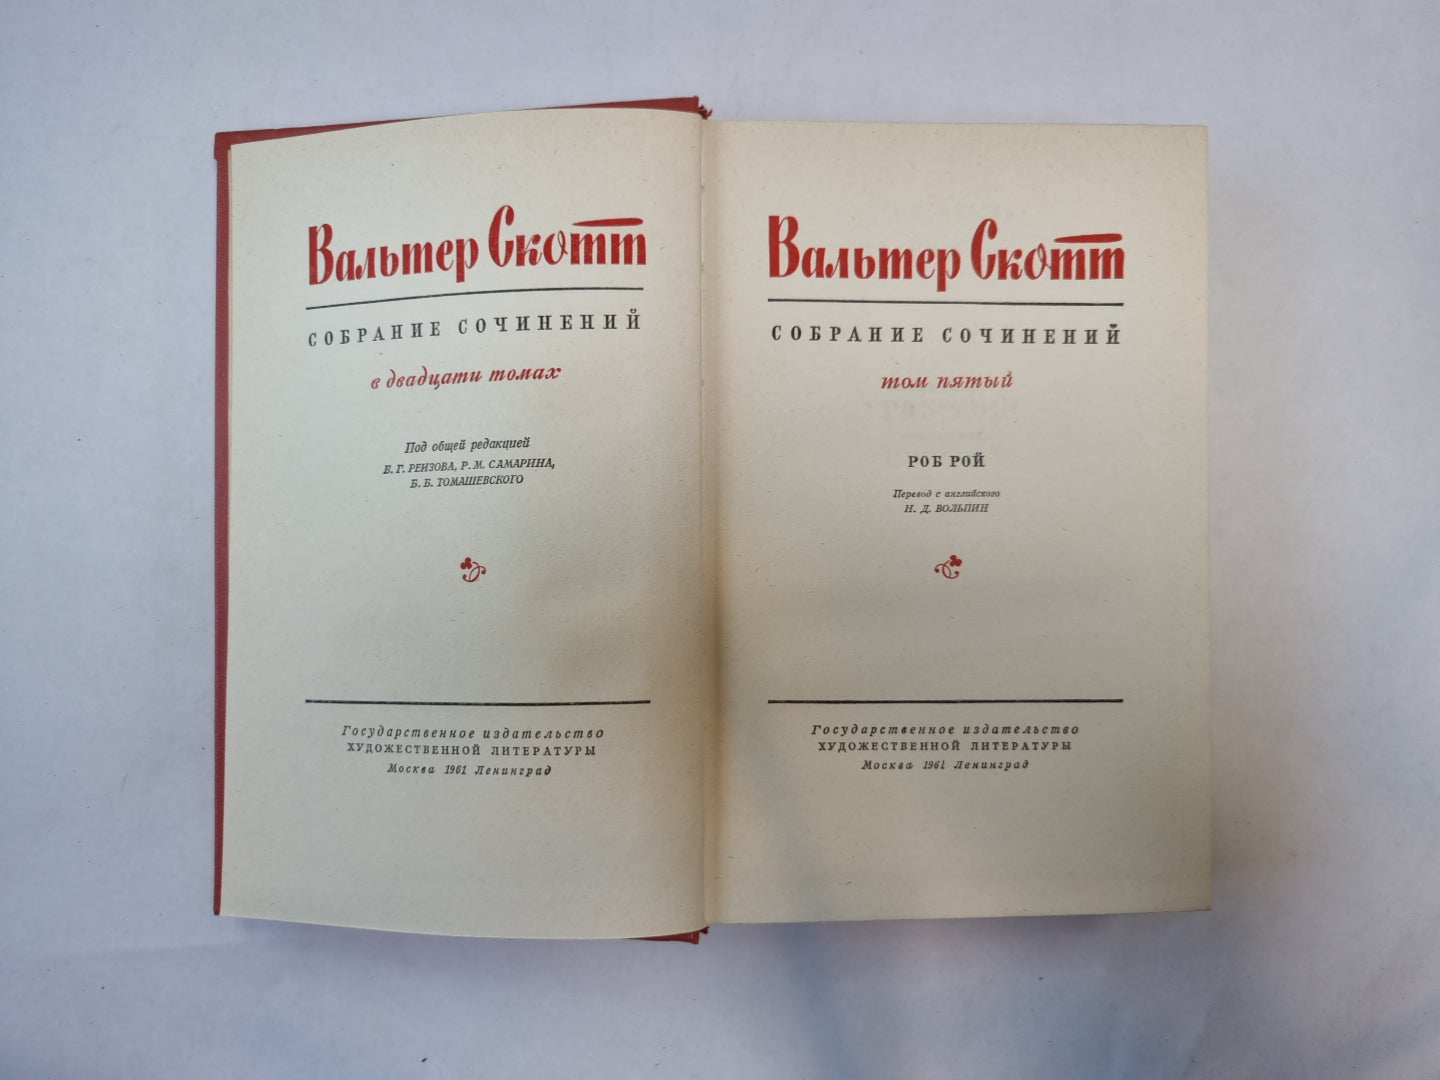 Вальтер Скотт
СОБРАНИЕ СОЧИНЕНИЙ
в двадцати томах
Под общей редакцией
Б. Г. РЕИЗОВА, Р. М. САМАРИНА,
Б. Б. ТОМАШЕВСКОГО
Государственное издательство
ХУДОЖЕСТВЕННОЙ ЛИТЕРАТУРЫ
Москва 1961 Ленинград
Вальтер Скотт
СОБРАНИЕ СОЧИНЕНИЙ
том пятый
РОБ РОЙ
Перевод с английского
Н. Д. ВОЛЬПИН
Государственное издательство
ХУДОЖЕСТВЕННОЙ ЛИТЕРАТУРЫ
Москва 1961 Ленинград